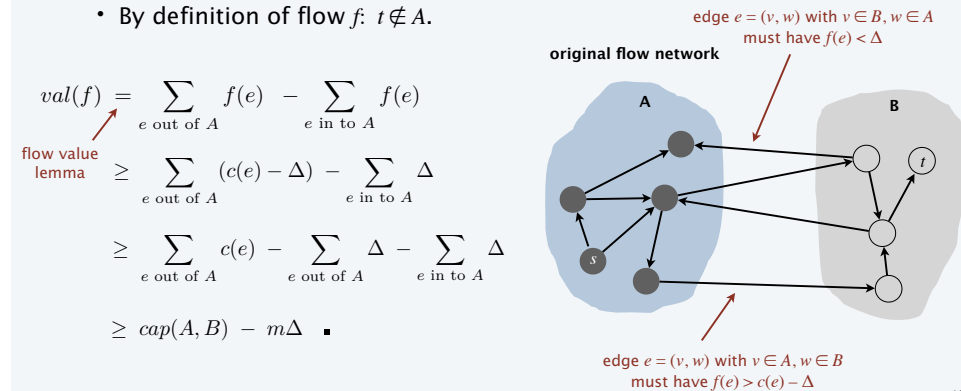 • By definition of flow f: t ∉ A.
edge e = (v, w) with v ∈ B, w ∈ A
must have f(e) < Δ
original flow network
val(f) = ∑ f(e) − ∑ f(e)
e out of A e in to A
flow value
lemma
≥ ∑ (c(e) − Δ) − ∑ Δ
e out of A e in to A
≥ ∑ c(e) − ∑ Δ − ∑ Δ
e out of A e out of A e in to A
≥ cap(A, B) − mΔ ▪
A
B
t
s
edge e = (v, w) with v ∈ A, w ∈ B
must have f(e) > c(e) – Δ